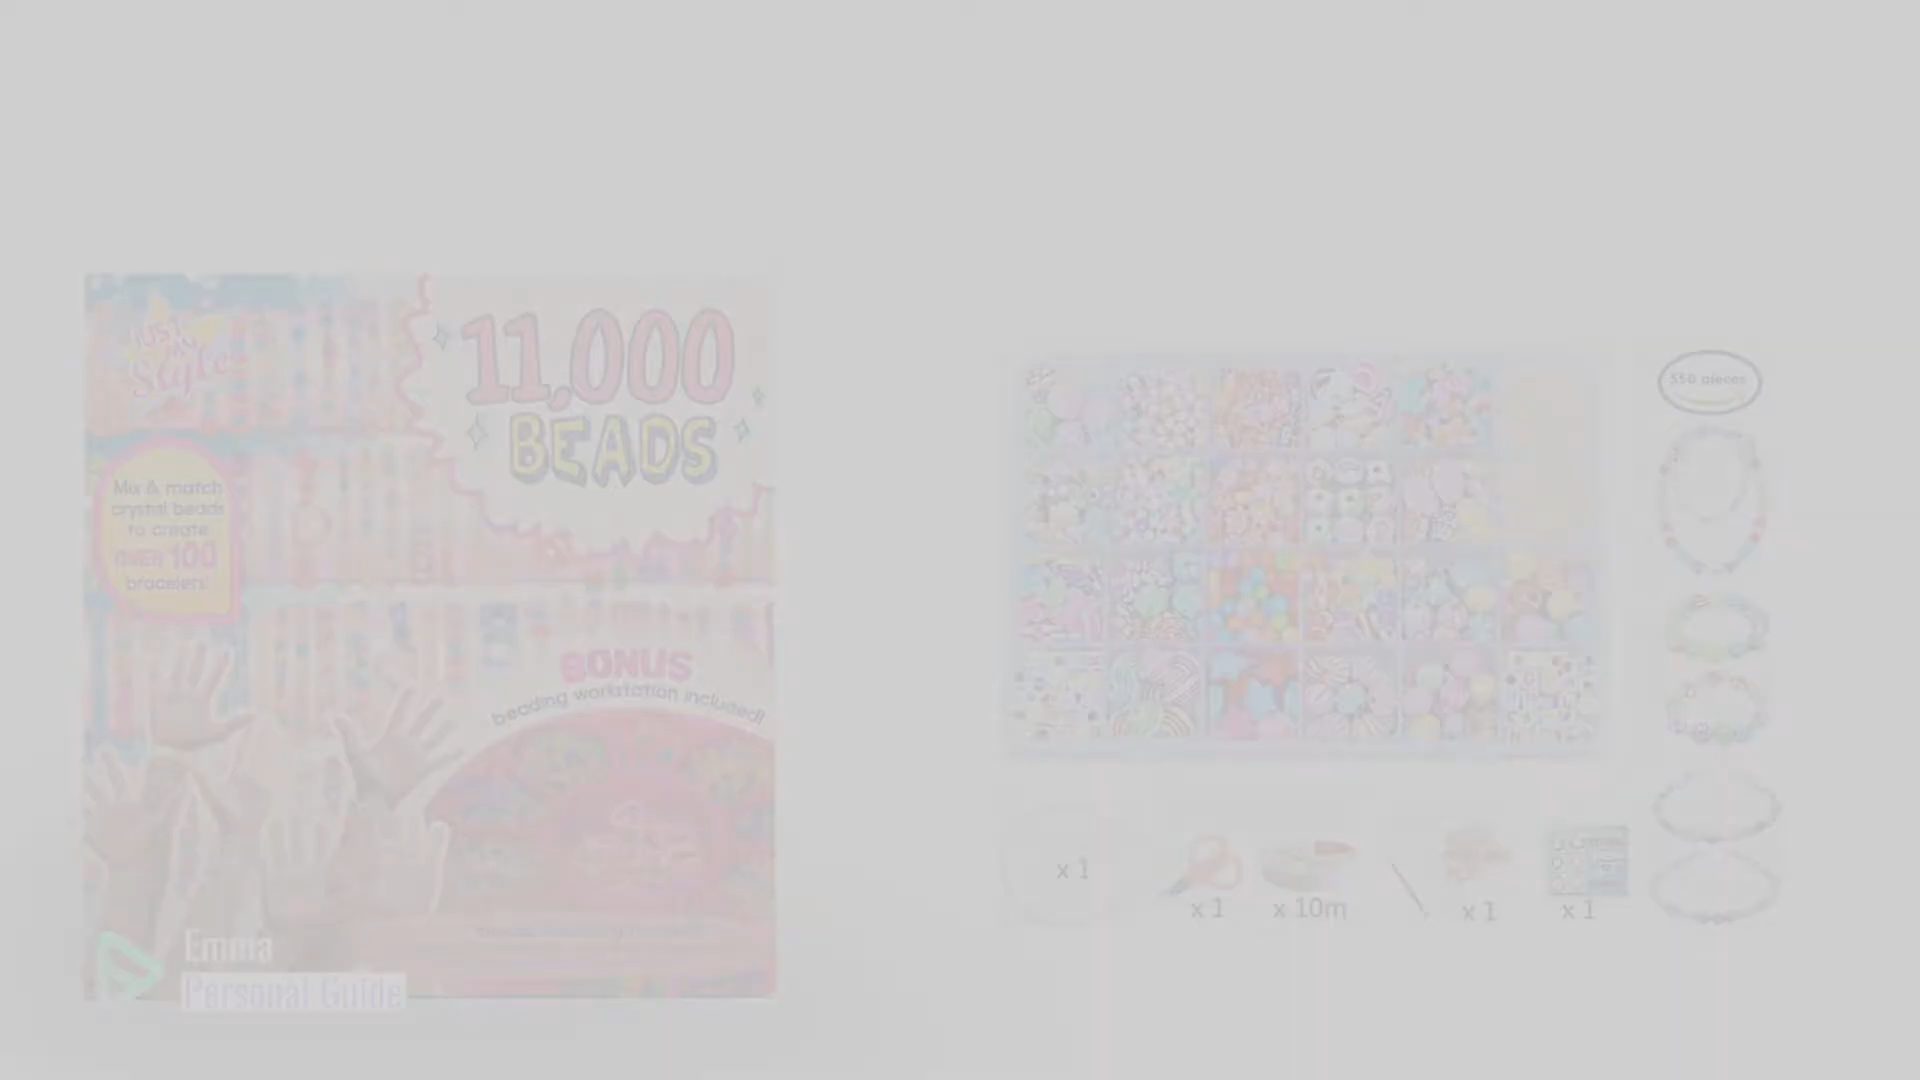 JUST
Style
11,000
BEADS
Mix & match
crystal beads
to create
OVER 100
bracelets!
BONUS
beading workstation included!
Emma
Personal Guide
550 pieces
x 1
x 1
x 10m
x 1
x 1